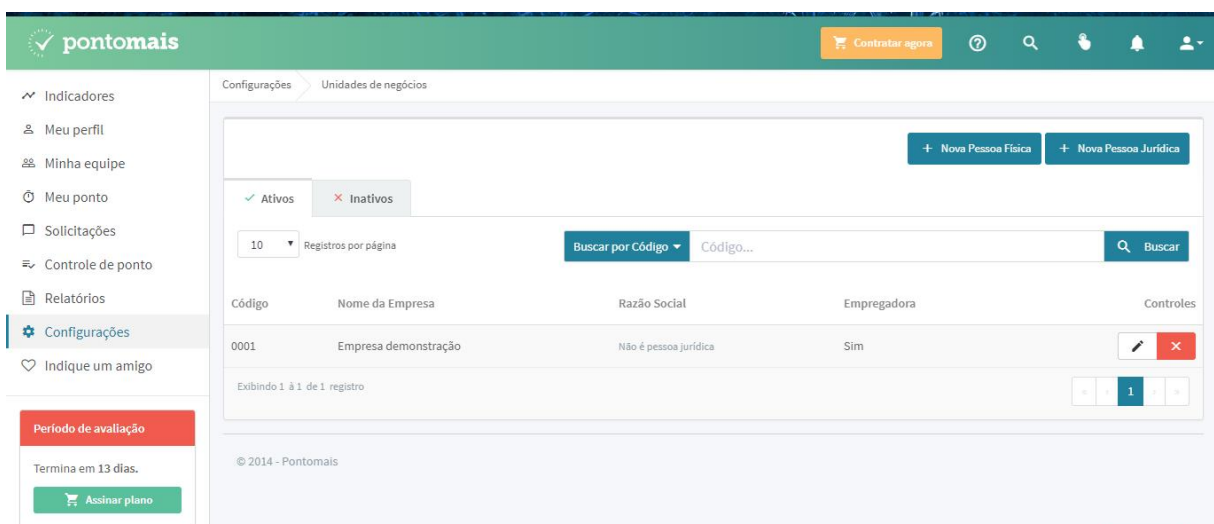 pontomais
Contratar agora
Indicadores
Meu perfil
Minha equipe
Meu ponto
Solicitações
Controle de ponto
Relatórios
Configurações
Indique um amigo
Período de avaliação
Termina em 13 dias.
Assinar plano
Configurações Unidades de negócios
+ Nova Pessoa Física + Nova Pessoa Jurídica
Ativos Inativos
10 Registros por página Buscar por Código Código... Buscar
Código Nome da Empresa Razão Social Empregadora Controles
0001 Empresa demonstração Não é pessoa jurídica Sim
Exibindo 1 à 1 de 1 registro « ‹ 1 › »
© 2014 - Pontomais